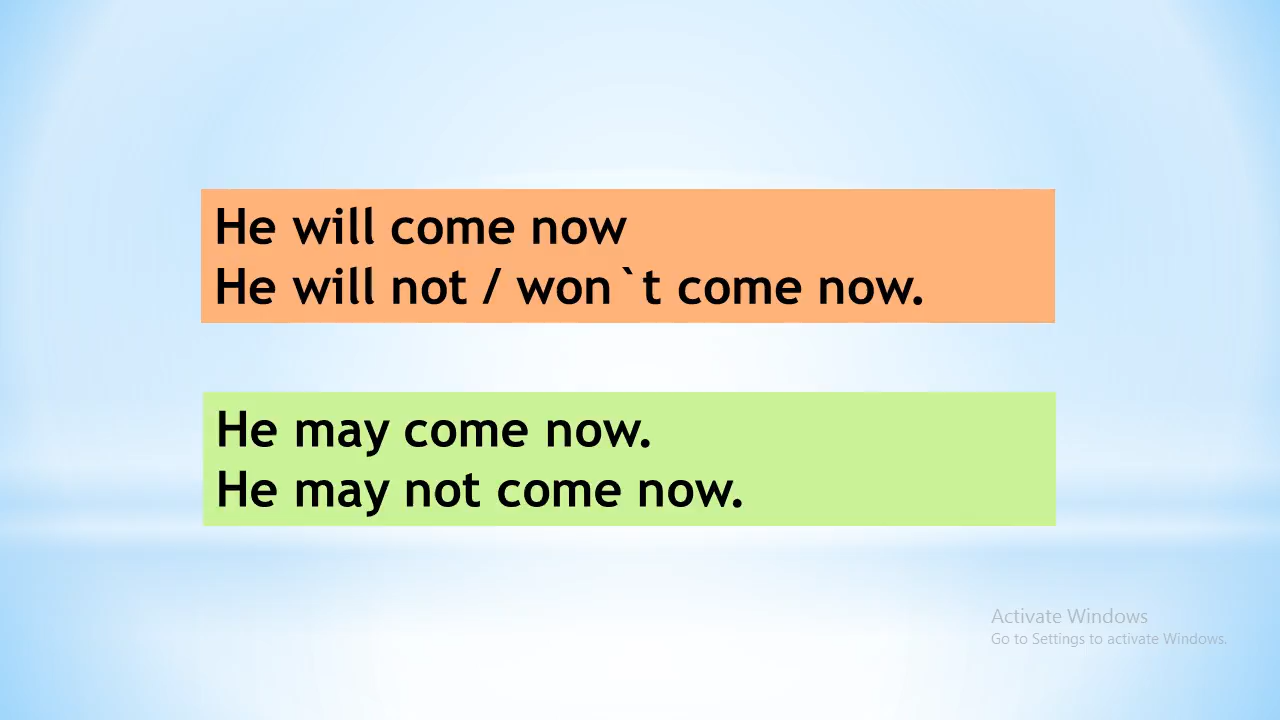 He will come now
He will not / won`t come now.
He may come now.
He may not come now.
Activate Windows
Go to Settings to activate Windows.